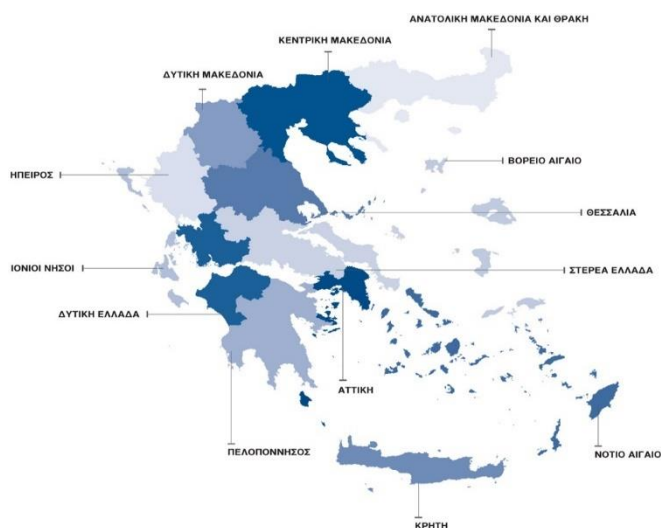 ΑΝΑΤΟΛΙΚΗ ΜΑΚΕΔΟΝΙΑ ΚΑΙ ΘΡΑΚΗ
ΚΕΝΤΡΙΚΗ ΜΑΚΕΔΟΝΙΑ
ΔΥΤΙΚΗ ΜΑΚΕΔΟΝΙΑ
ΒΟΡΕΙΟ ΑΙΓΑΙΟ
ΗΠΕΙΡΟΣ
ΘΕΣΣΑΛΙΑ
ΙΟΝΙΟΙ ΝΗΣΟΙ
ΣΤΕΡΕΑ ΕΛΛΑΔΑ
ΔΥΤΙΚΗ ΕΛΛΑΔΑ
ΑΤΤΙΚΗ
ΠΕΛΟΠΟΝΝΗΣΟΣ
ΝΟΤΙΟ ΑΙΓΑΙΟ
ΚΡΗΤΗ